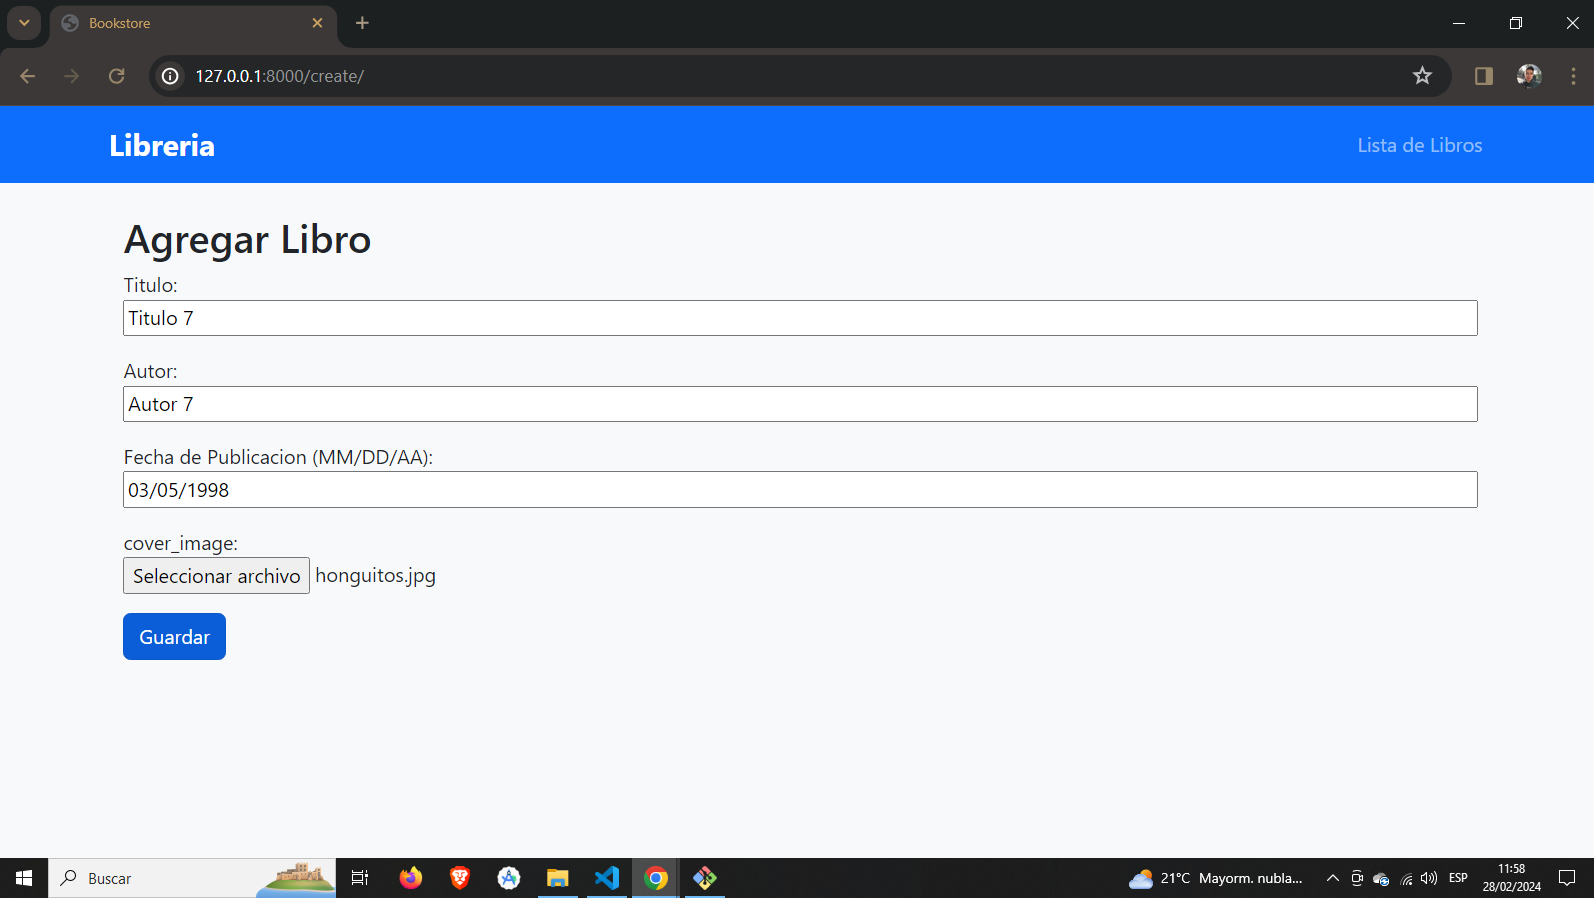 Bookstore
127.0.0.1:8000/create/
Libreria
Lista de Libros
Agregar Libro
Titulo:
Titulo 7
Autor:
Autor 7
Fecha de Publicacion (MM/DD/AA):
03/05/1998
cover_image:
Seleccionar archivo honguitos.jpg
Guardar
Buscar
21°C Mayorm. nubla...
ESP
11:58
28/02/2024